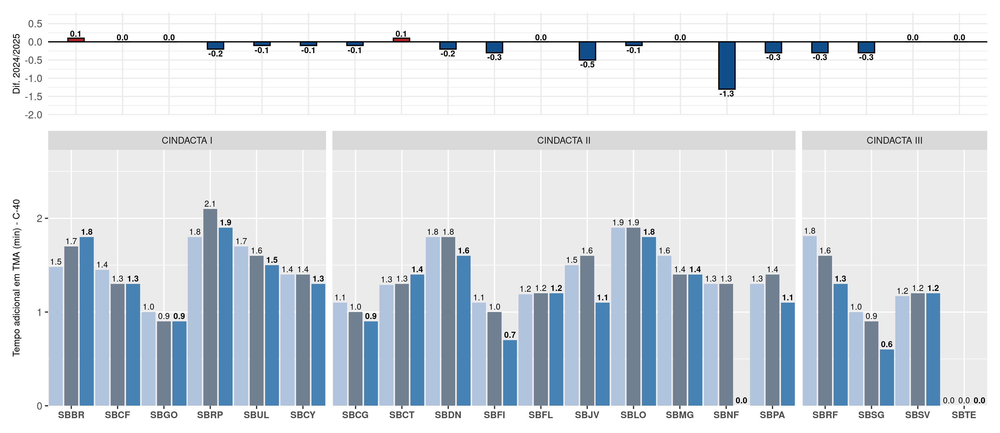 Dif. 2024/2025
0.5
0.0
-0.5
-1.0
-1.5
-2.0
0.1 0.0 0.0 -0.2 -0.1 -0.1 -0.1 0.1 -0.2 -0.3 0.0 -0.5 -0.1 0.0 -1.3 -0.3 -0.3 -0.3 0.0 0.0
CINDACTA I CINDACTA II CINDACTA III
Tempo adicional em TMA (min) - C-40
2
1
0
1.5 1.7 1.8
1.4 1.3 1.3
1.0 0.9 0.9
1.8 2.1 1.9
1.7 1.6 1.5
1.4 1.4 1.3
1.1 1.0 0.9
1.3 1.3 1.4
1.8 1.8 1.6
1.1 1.0 0.7
1.2 1.2 1.2
1.5 1.6 1.1
1.9 1.9 1.8
1.6 1.4 1.4
1.3 1.3 0.0
1.3 1.4 1.1
1.8 1.6 1.3
1.0 0.9 0.6
1.2 1.2 1.2
0.0 0.0 0.0
SBBR SBCF SBGO SBRP SBUL SBCY SBCG SBCT SBDN SBFI SBFL SBJV SBLO SBMG SBNF SBPA SBRF SBSG SBSV SBTE